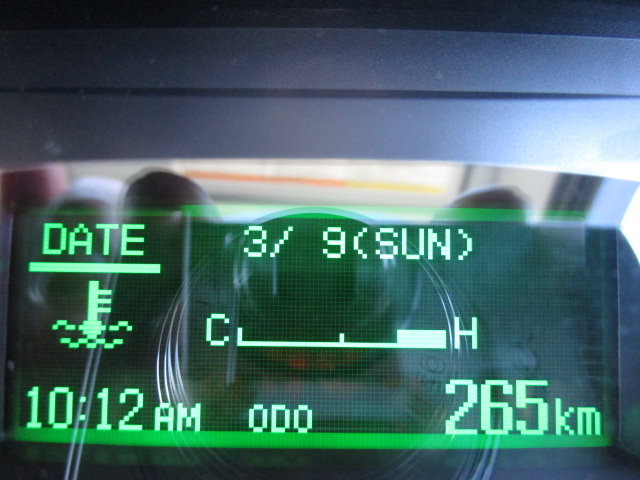 DATE 3/ 9(SUN)
C H
10:12 AM ODO 265km